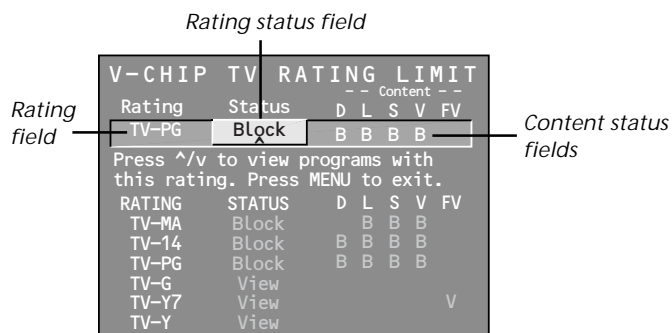 Rating status field
V-CHIP TV RATING LIMIT
– – Content – –
Rating Status D L S V FV
Rating field
TV-PG Block B B B B
Content status fields
Press ^/v to view programs with
this rating. Press MENU to exit.
RATING STATUS D L S V FV
TV-MA Block B B B
TV-14 Block B B B B
TV-PG Block B B B B
TV-G View
TV-Y7 View V
TV-Y View